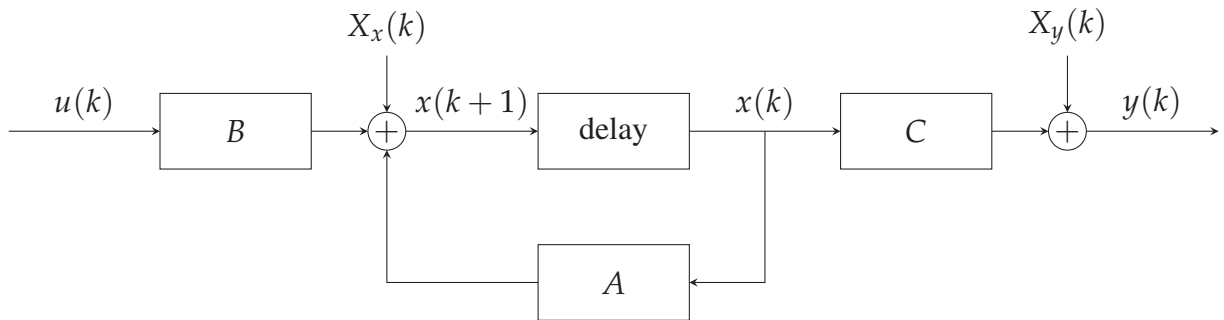 X_x(k)
X_y(k)
u(k)
B
+
x(k + 1)
delay
x(k)
C
+
y(k)
A